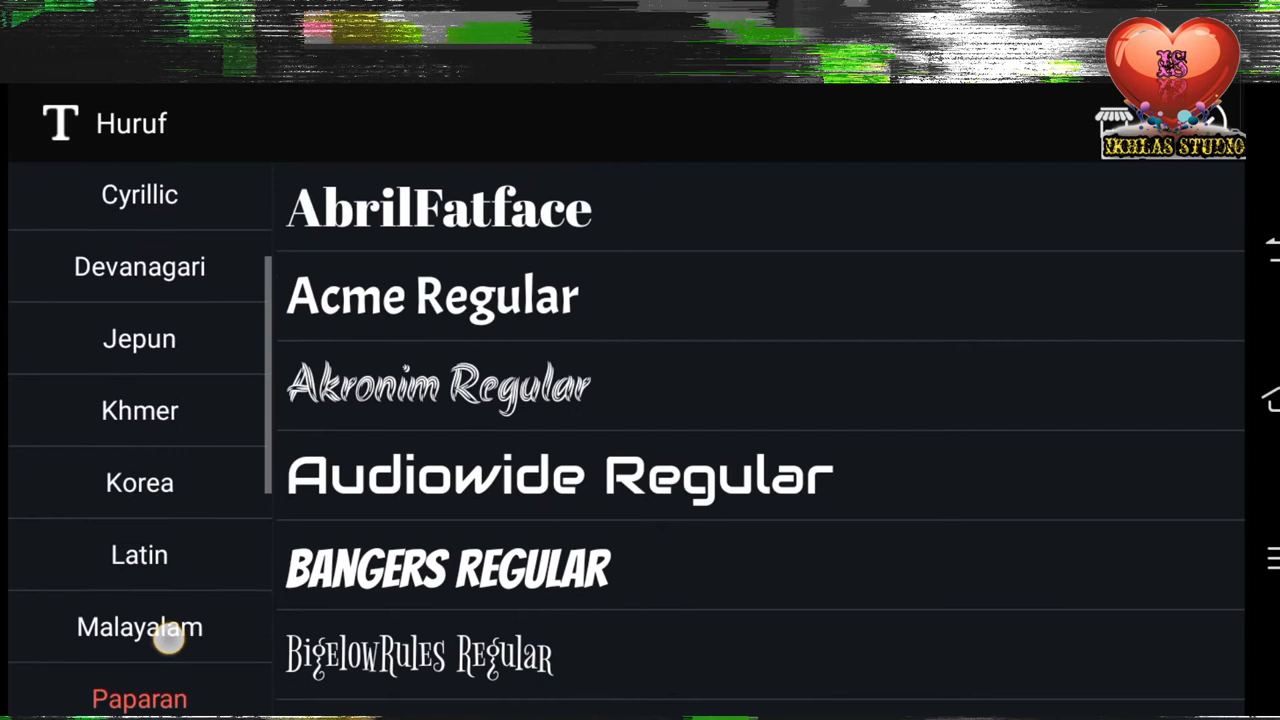 Huruf
NS
IKHLAS STUDIO
Cyrillic
Devanagari
Jepun
Khmer
Korea
Latin
Malayalam
Paparan
AbrilFatface
Acme Regular
Akronim Regular
Audiowide Regular
BANGERS REGULAR
BigelowRules Regular